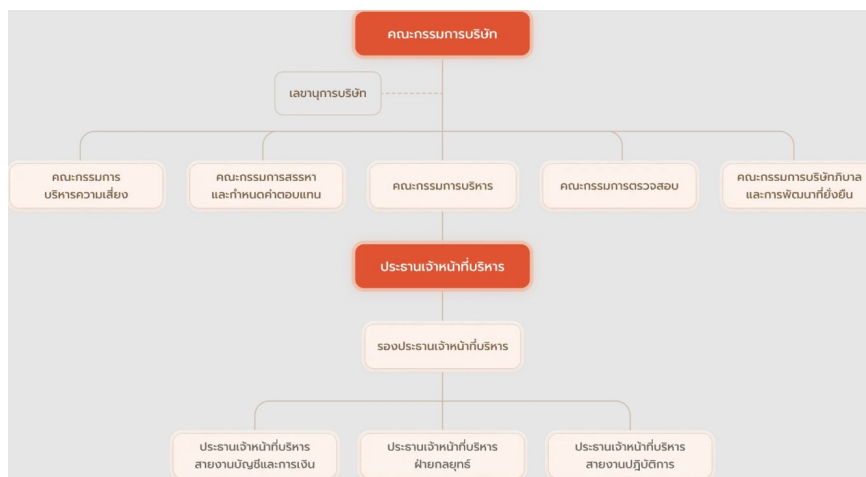 คณะกรรมการบริษัท
เลขานุการบริษัท
คณะกรรมการ
บริหารความเสี่ยง
คณะกรรมการสรรหา
และกำหนดค่าตอบแทน
คณะกรรมการบริหาร
คณะกรรมการตรวจสอบ
คณะกรรมการบริษัทภิบาล
และการพัฒนาที่ยั่งยืน
ประธานเจ้าหน้าที่บริหาร
รองประธานเจ้าหน้าที่บริหาร
ประธานเจ้าหน้าที่บริหาร
สายงานบัญชีและการเงิน
ประธานเจ้าหน้าที่บริหาร
ฝ่ายกลยุทธ์
ประธานเจ้าหน้าที่บริหาร
สายงานปฎิบัติการ